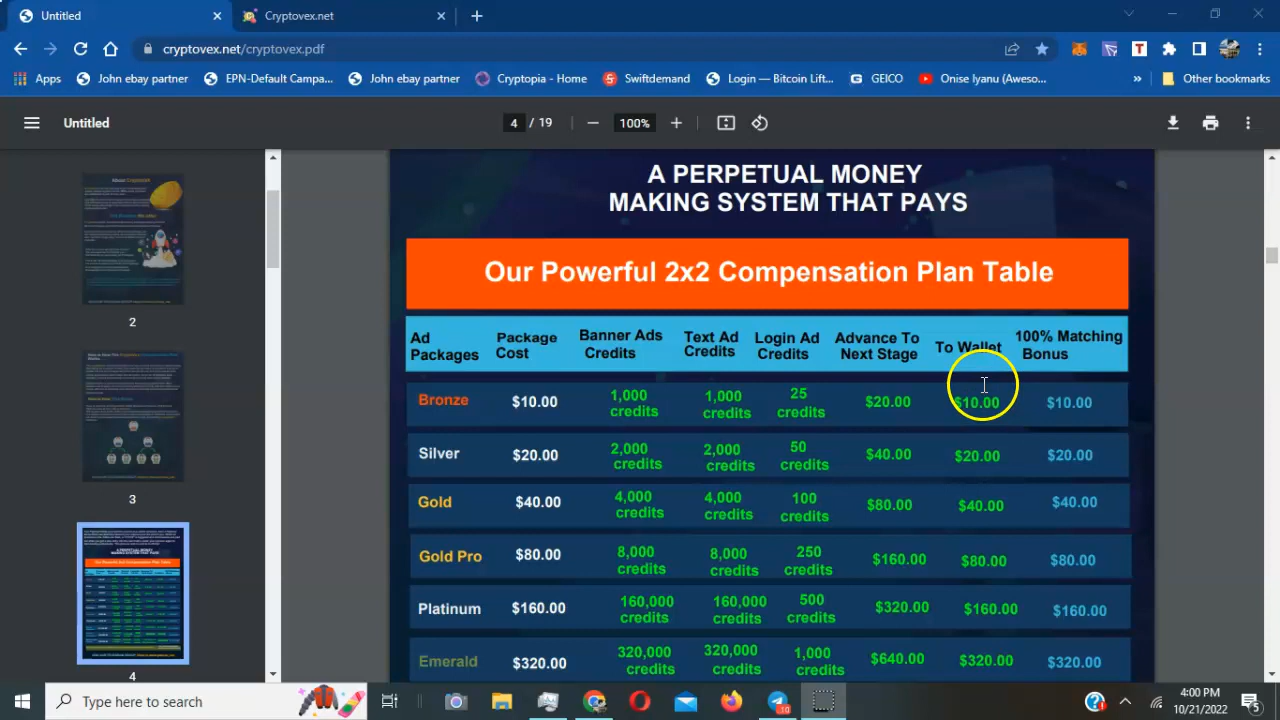 Untitled
Cryptovex.net
cryptovex.net/cryptovex.pdf
Apps
John ebay partner
EPN-Default Campa...
John ebay partner
Cryptopia - Home
Swiftdemand
Login — Bitcoin Lift...
GEICO
Onise Iyanu (Aweso...
»
Other bookmarks
Untitled
4 / 19
100%
2
3
4
A PERPETUAL MONEY
MAKING SYSTEM THAT PAYS
Our Powerful 2x2 Compensation Plan Table
Ad Packages Package Cost Banner Ads Credits Text Ad Credits Login Ad Credits Advance To Next Stage To Wallet 100% Matching Bonus
Bronze $10.00 1,000 credits 1,000 credits 25 credits $20.00 $10.00 $10.00
Silver $20.00 2,000 credits 2,000 credits 50 credits $40.00 $20.00 $20.00
Gold $40.00 4,000 credits 4,000 credits 100 credits $80.00 $40.00 $40.00
Gold Pro $80.00 8,000 credits 8,000 credits 250 credits $160.00 $80.00 $80.00
Platinum $160.00 160,000 credits 160,000 credits 500 credits $320.00 $160.00 $160.00
Emerald $320.00 320,000 credits 320,000 credits 1,000 credits $640.00 $320.00 $320.00
Type here to search
10
4:00 PM
10/21/2022
5